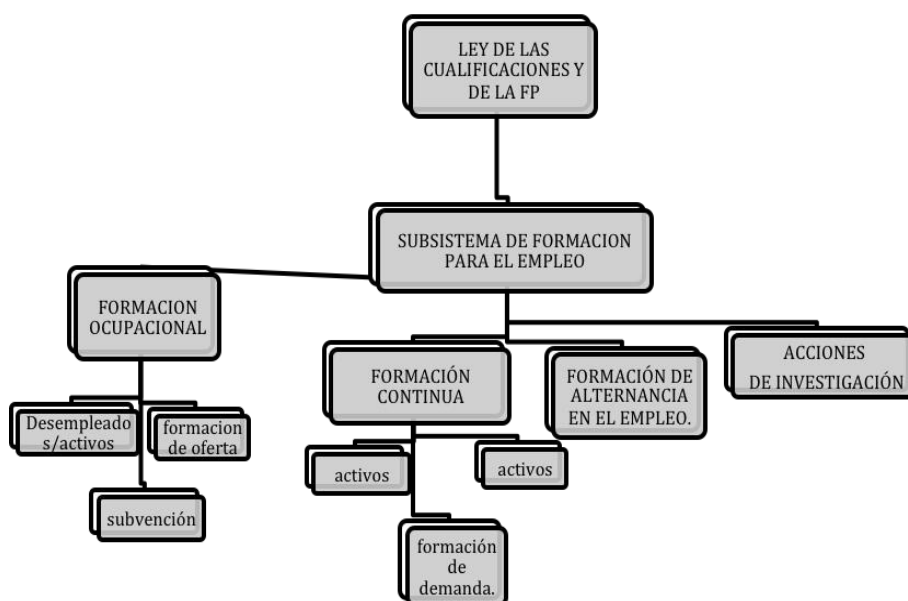 LEY DE LAS
CUALIFICACIONES Y
DE LA FP
SUBSISTEMA DE FORMACION
PARA EL EMPLEO
FORMACION
OCUPACIONAL
FORMACIÓN
CONTINUA
FORMACIÓN DE
ALTERNANCIA
EN EL EMPLEO.
ACCIONES
DE INVESTIGACIÓN
Desempleado
s/activos
formacion
de oferta
subvención
activos
activos
formación
de
demanda.